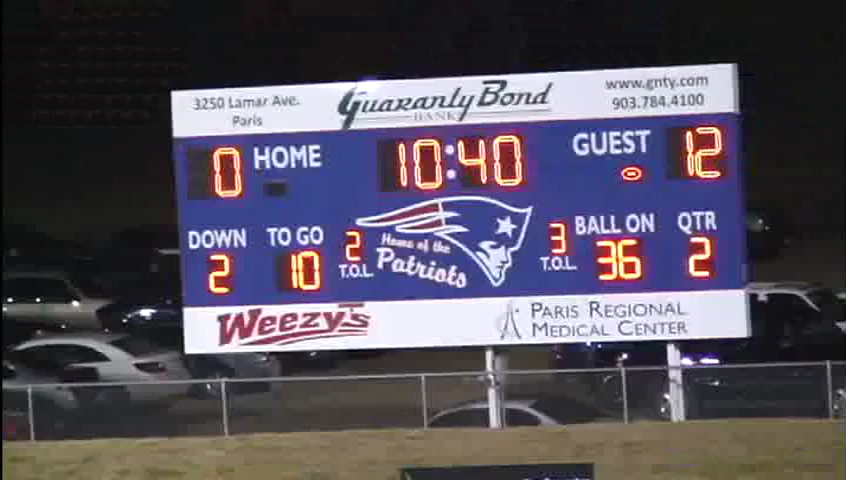 3250 Lamar Ave.
Paris
Guaranty Bond
BANK
www.gnty.com
903.784.4100
0 HOME
10:40
GUEST 12
DOWN
2
TO GO
10
2
T.O.L.
Home of the
Patriots
3
T.O.L.
BALL ON
36
QTR
2
Weezy's
PARIS REGIONAL
MEDICAL CENTER